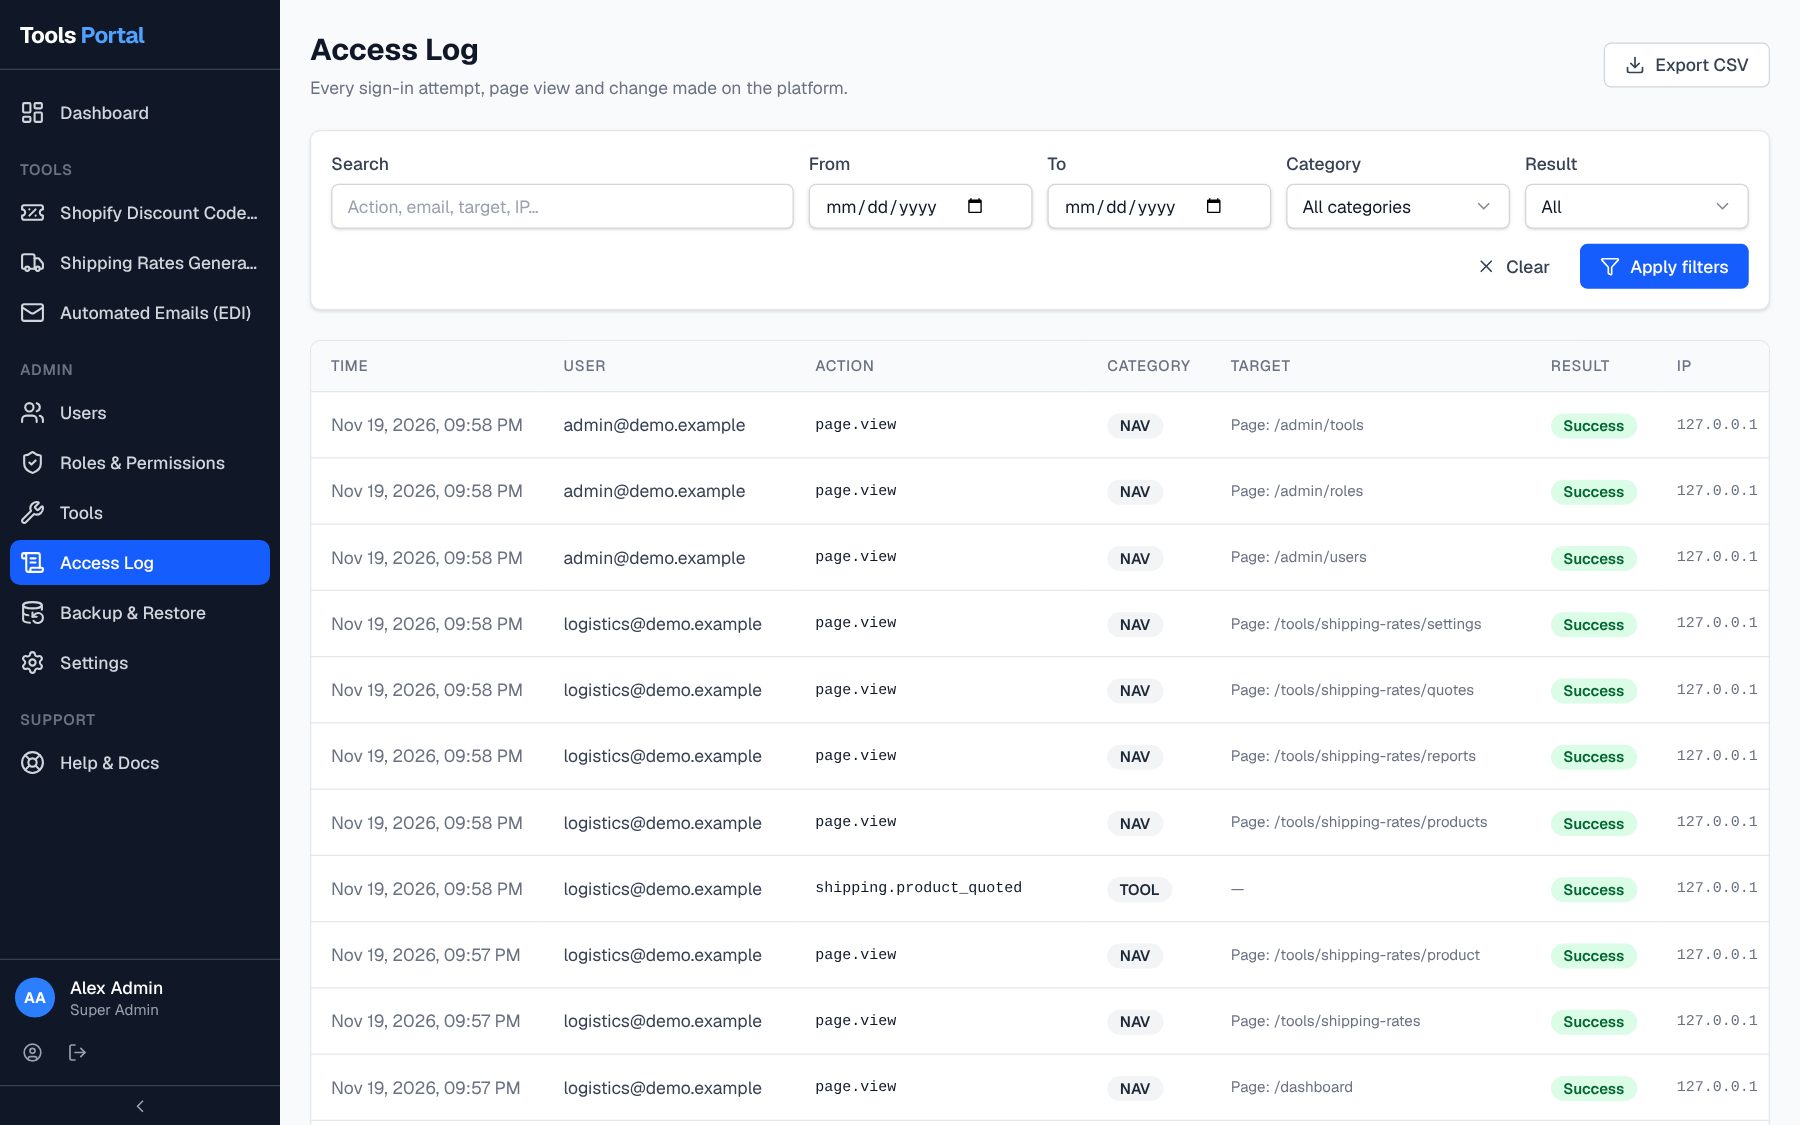 Tools Portal
Dashboard
TOOLS
Shopify Discount Code...
Shipping Rates Genera...
Automated Emails (EDI)
ADMIN
Users
Roles & Permissions
Tools
Access Log
Backup & Restore
Settings
SUPPORT
Help & Docs
AA
Alex Admin
Super Admin
Access Log
Every sign-in attempt, page view and change made on the platform.
Export CSV
Search From To Category Result
Action, email, target, IP... mm/dd/yyyy mm/dd/yyyy All categories All
Clear Apply filters
TIME USER ACTION CATEGORY TARGET RESULT IP
Nov 19, 2026, 09:58 PM admin@demo.example page.view NAV Page: /admin/tools Success 127.0.0.1
Nov 19, 2026, 09:58 PM admin@demo.example page.view NAV Page: /admin/roles Success 127.0.0.1
Nov 19, 2026, 09:58 PM admin@demo.example page.view NAV Page: /admin/users Success 127.0.0.1
Nov 19, 2026, 09:58 PM logistics@demo.example page.view NAV Page: /tools/shipping-rates/settings Success 127.0.0.1
Nov 19, 2026, 09:58 PM logistics@demo.example page.view NAV Page: /tools/shipping-rates/quotes Success 127.0.0.1
Nov 19, 2026, 09:58 PM logistics@demo.example page.view NAV Page: /tools/shipping-rates/reports Success 127.0.0.1
Nov 19, 2026, 09:58 PM logistics@demo.example page.view NAV Page: /tools/shipping-rates/products Success 127.0.0.1
Nov 19, 2026, 09:58 PM logistics@demo.example shipping.product_quoted TOOL — Success 127.0.0.1
Nov 19, 2026, 09:57 PM logistics@demo.example page.view NAV Page: /tools/shipping-rates/product Success 127.0.0.1
Nov 19, 2026, 09:57 PM logistics@demo.example page.view NAV Page: /tools/shipping-rates Success 127.0.0.1
Nov 19, 2026, 09:57 PM logistics@demo.example page.view NAV Page: /dashboard Success 127.0.0.1